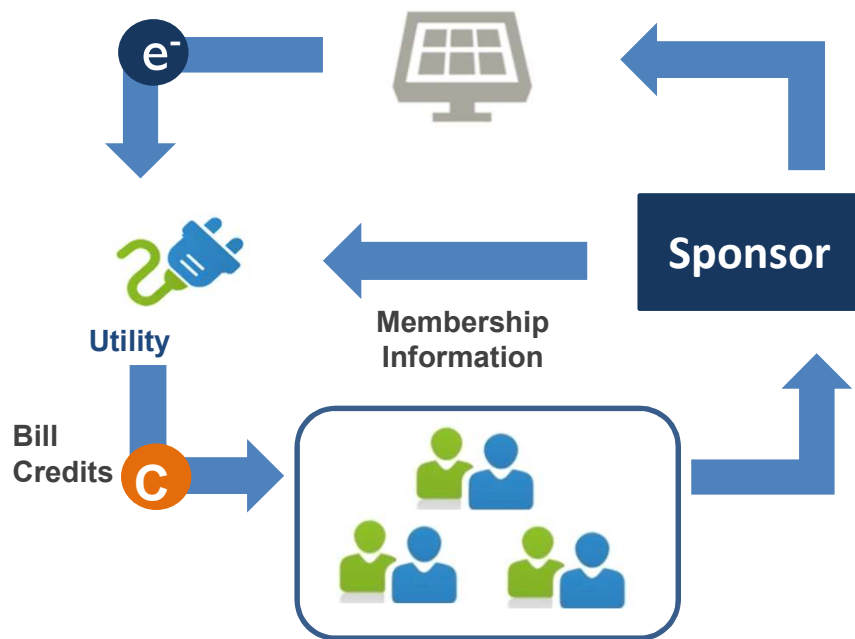 e-
Sponsor
Membership
Information
Utility
Bill
Credits
C